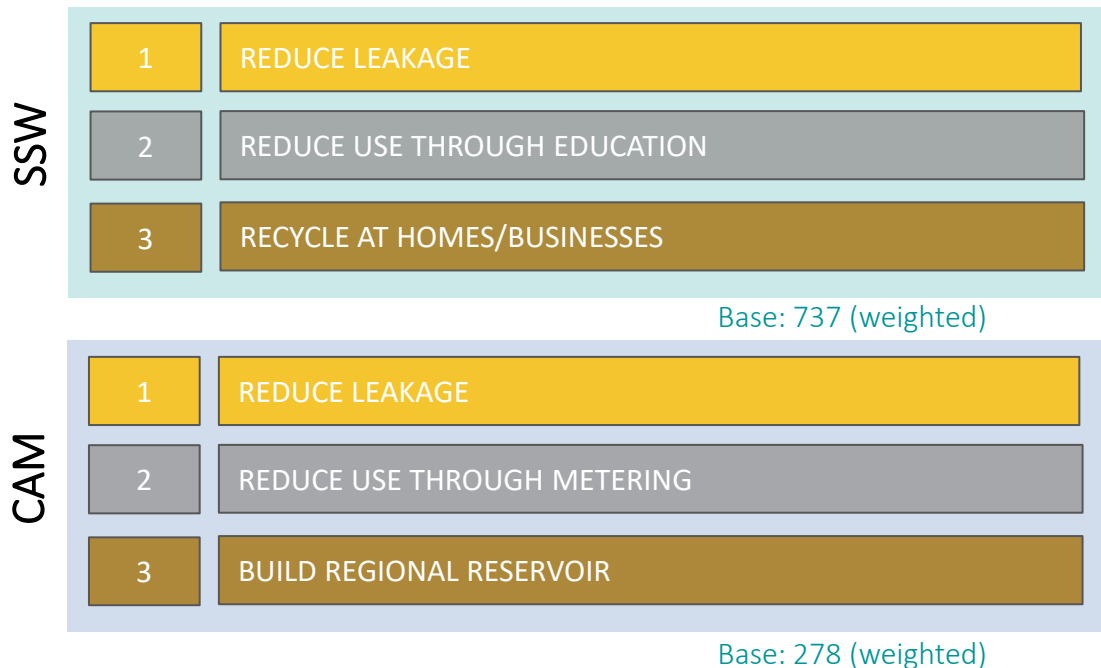 SSW
1 REDUCE LEAKAGE
2 REDUCE USE THROUGH EDUCATION
3 RECYCLE AT HOMES/BUSINESSES
Base: 737 (weighted)
CAM
1 REDUCE LEAKAGE
2 REDUCE USE THROUGH METERING
3 BUILD REGIONAL RESERVOIR
Base: 278 (weighted)